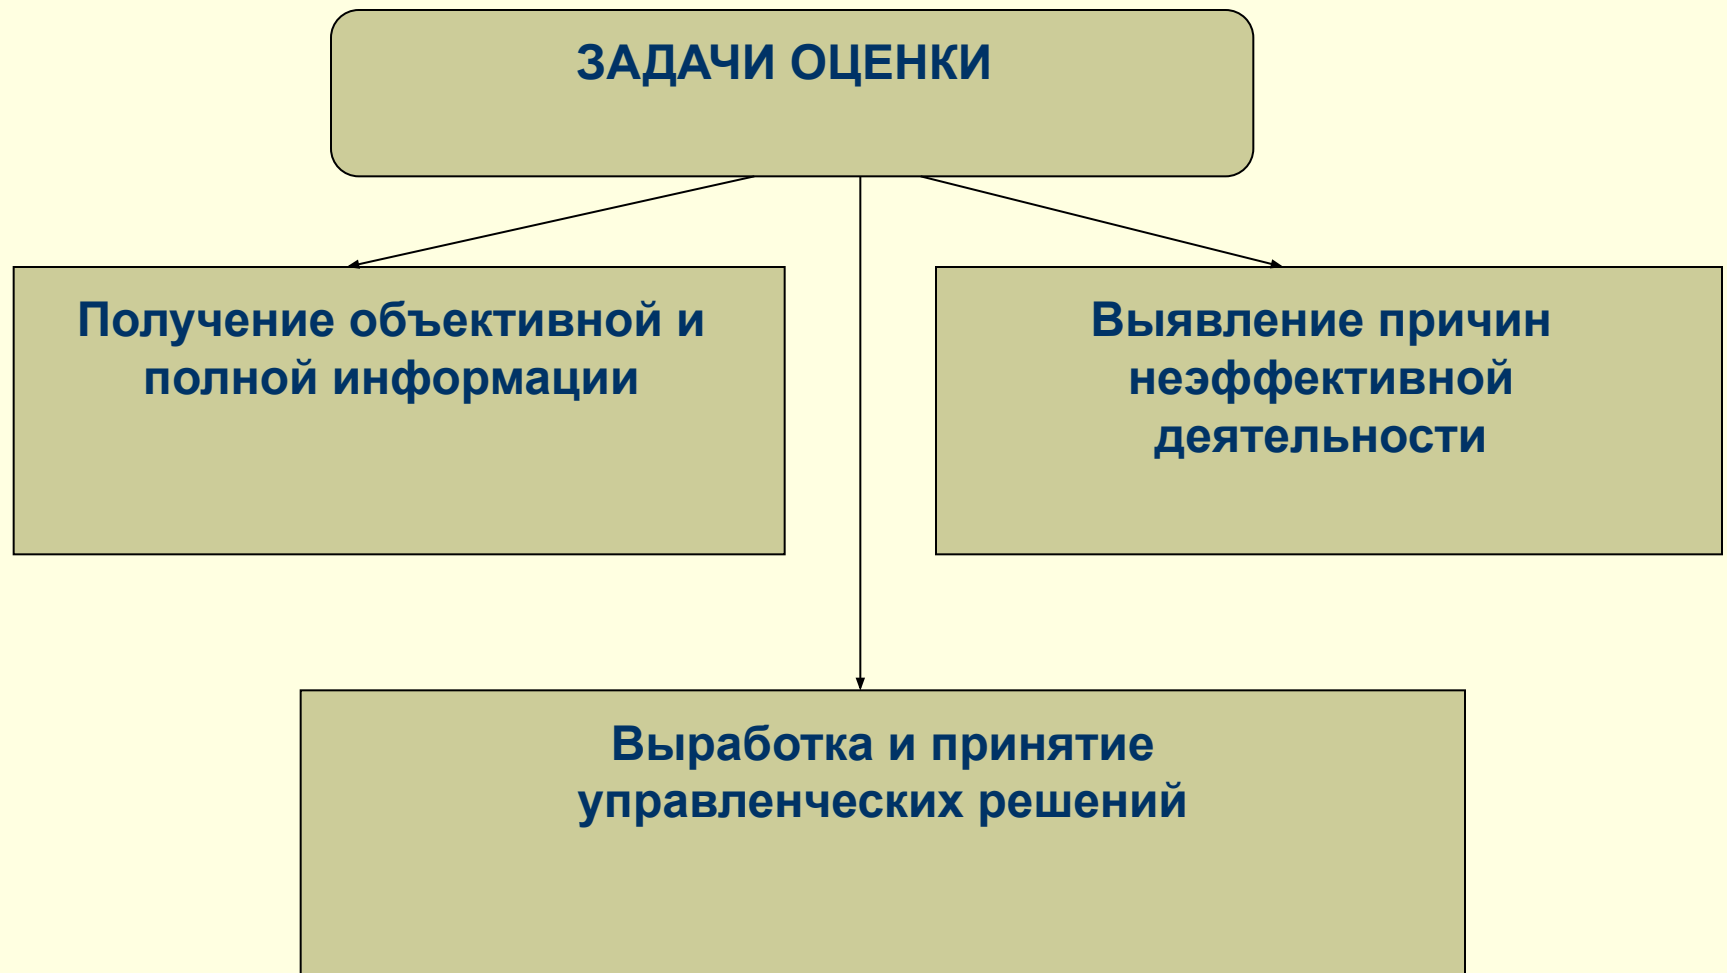 ЗАДАЧИ ОЦЕНКИ
Получение объективной и
полной информации
Выявление причин
неэффективной
деятельности
Выработка и принятие
управленческих решений